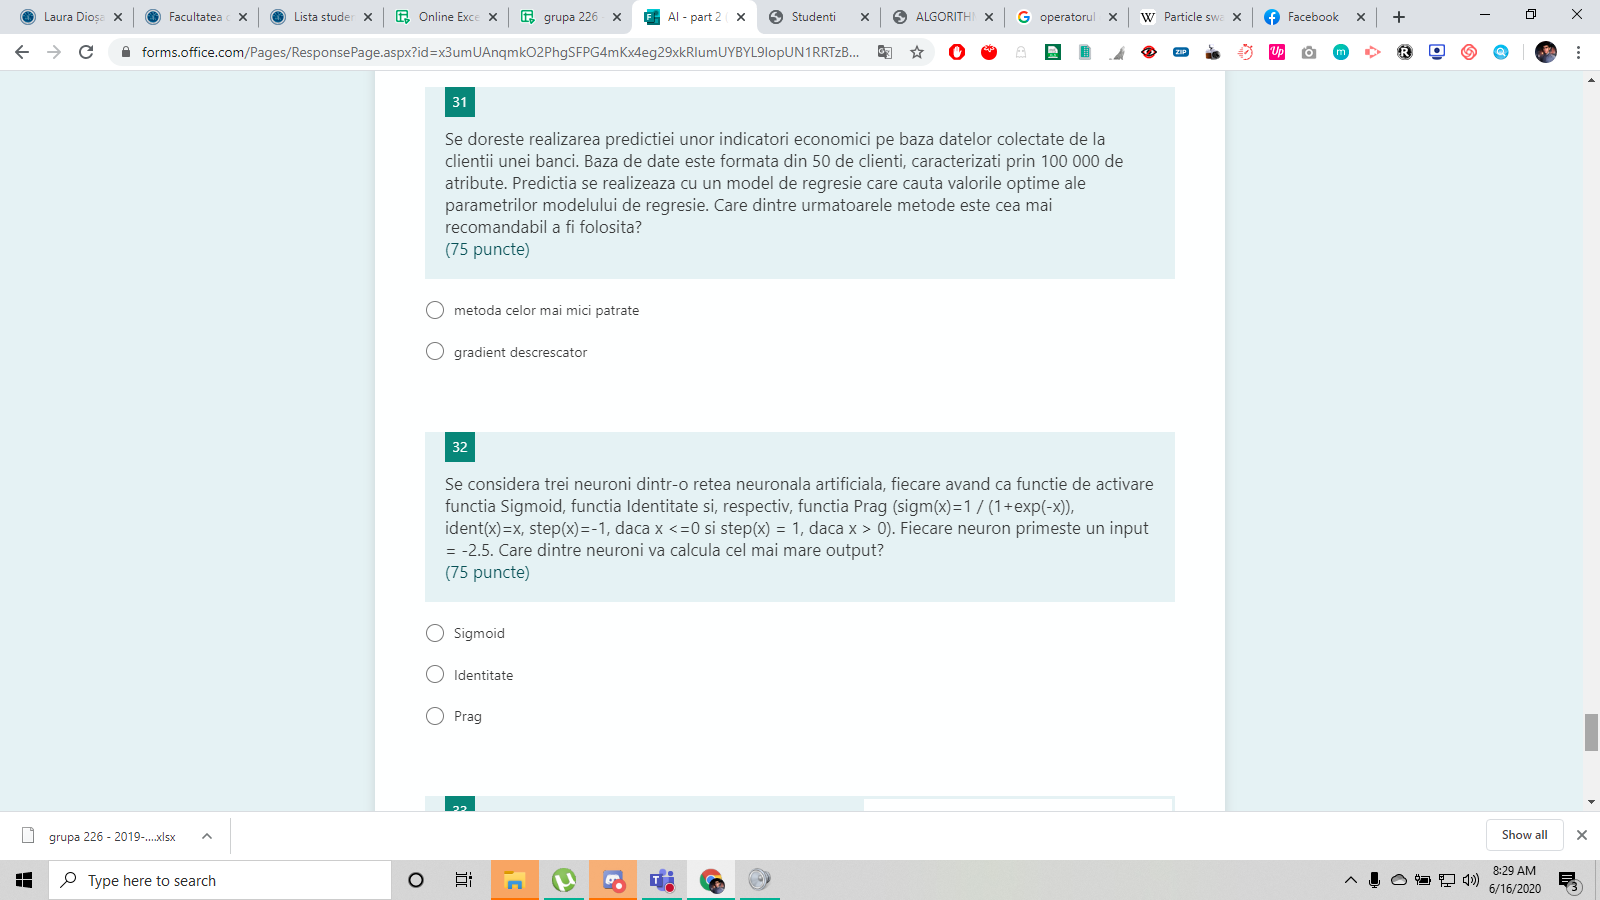 Laura Dioșa
Facultatea c
Lista studen
Online Exce
grupa 226 -
AI - part 2 (
Studenti
ALGORITHM
operatorul
Particle swa
Facebook
forms.office.com/Pages/ResponsePage.aspx?id=x3umUAnqmkO2PhgSFPG4mKx4eg29xkRIumUYBYL9IopUN1RRTzB...
31
Se doreste realizarea predictiei unor indicatori economici pe baza datelor colectate de la
clientii unei banci. Baza de date este formata din 50 de clienti, caracterizati prin 100 000 de
atribute. Predictia se realizeaza cu un model de regresie care cauta valorile optime ale
parametrilor modelului de regresie. Care dintre urmatoarele metode este cea mai
recomandabil a fi folosita?
(75 puncte)
metoda celor mai mici patrate
gradient descrescator
32
Se considera trei neuroni dintr-o retea neuronala artificiala, fiecare avand ca functie de activare
functia Sigmoid, functia Identitate si, respectiv, functia Prag (sigm(x)=1 / (1+exp(-x)),
ident(x)=x, step(x)=-1, daca x <=0 si step(x) = 1, daca x > 0). Fiecare neuron primeste un input
= -2.5. Care dintre neuroni va calcula cel mai mare output?
(75 puncte)
Sigmoid
Identitate
Prag
33
grupa 226 - 2019-....xlsx
Show all
Type here to search
8:29 AM
6/16/2020
3